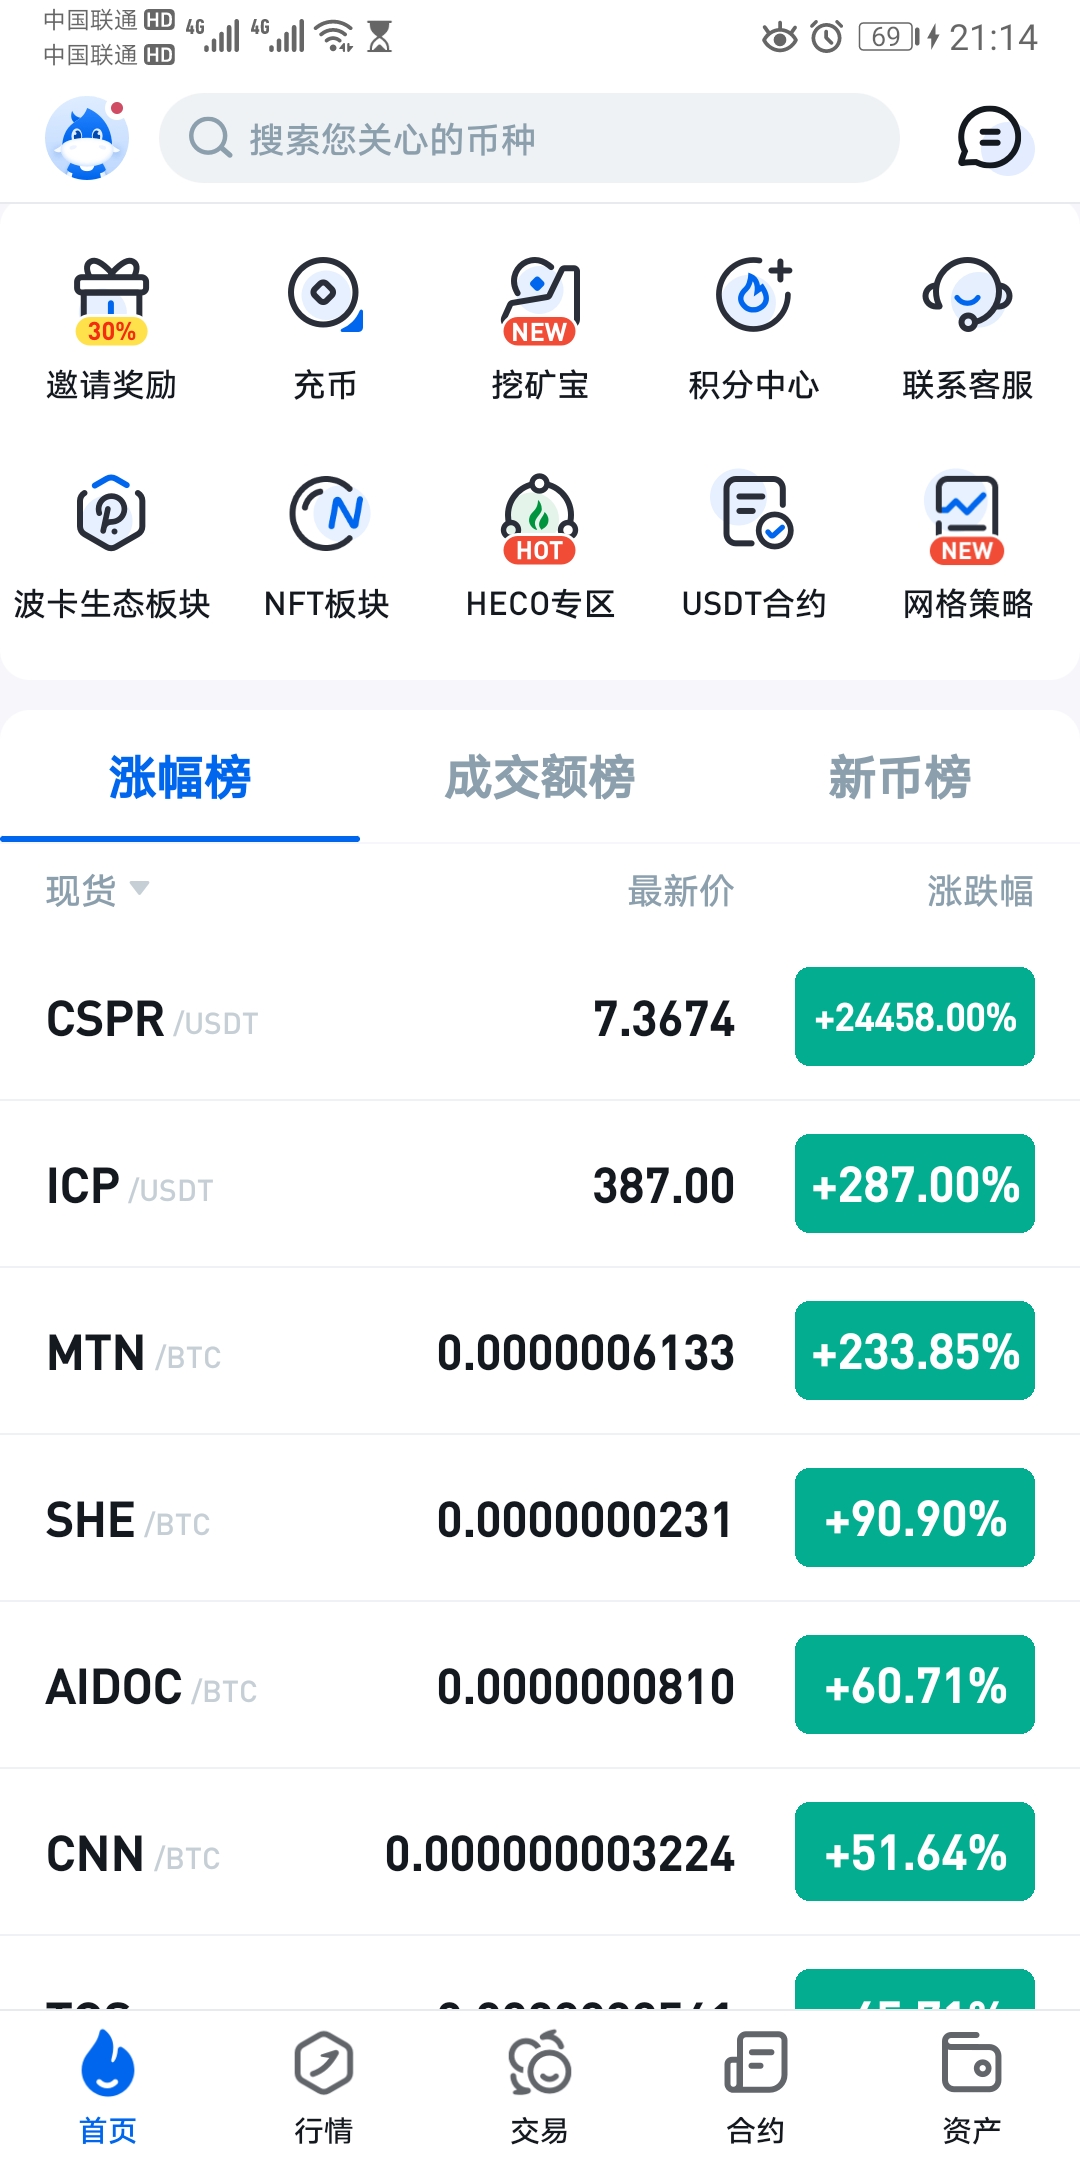 中国联通 HD 4G 4G 69 21:14
中国联通 HD
搜索您关心的币种
30% NEW
邀请奖励 充币 挖矿宝 积分中心 联系客服
HOT NEW
波卡生态板块 NFT板块 HECO专区 USDT合约 网格策略
涨幅榜 成交额榜 新币榜
现货 最新价 涨跌幅
CSPR /USDT 7.3674 +24458.00%
ICP /USDT 387.00 +287.00%
MTN /BTC 0.0000006133 +233.85%
SHE /BTC 0.0000000231 +90.90%
AIDOC /BTC 0.0000000810 +60.71%
CNN /BTC 0.000000003224 +51.64%
首页 行情 交易 合约 资产